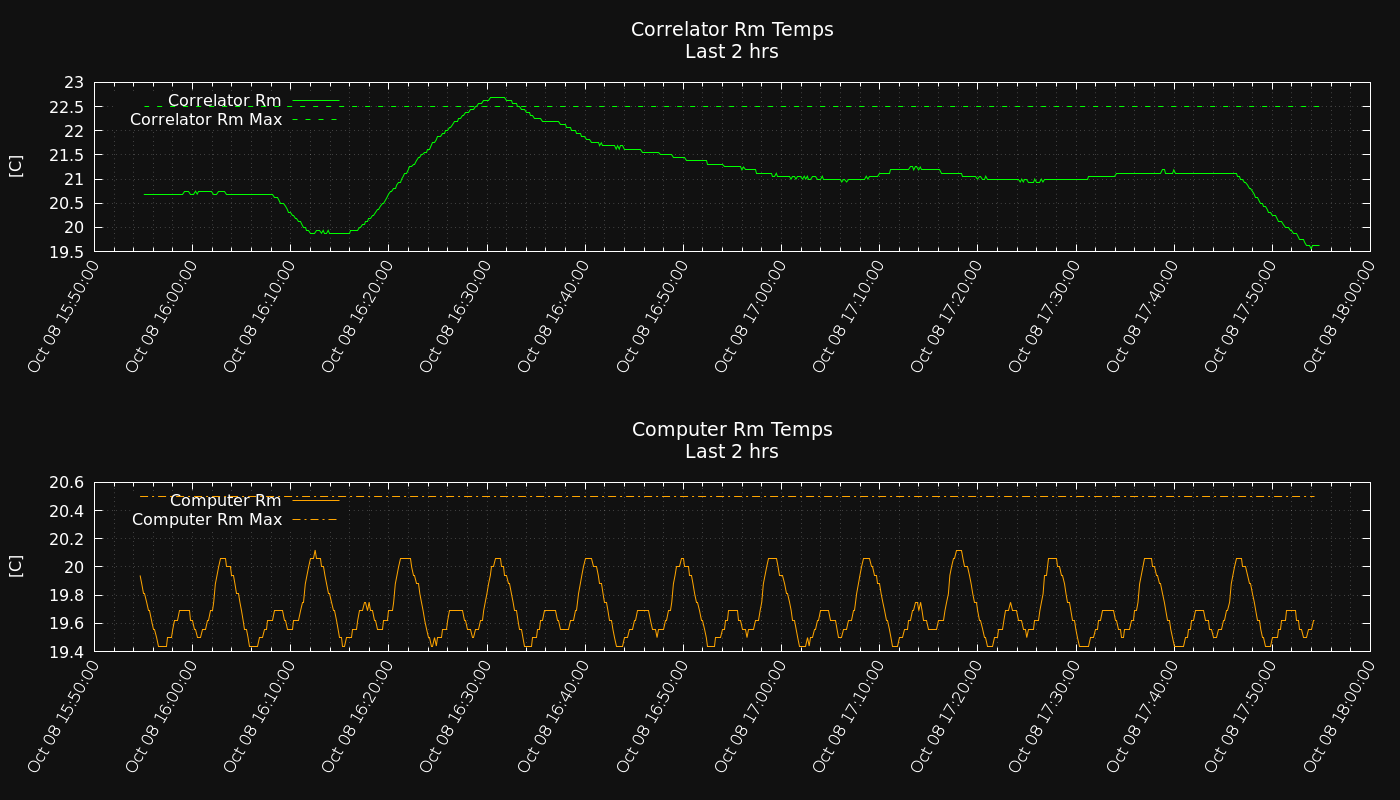 Correlator Rm Temps
Last 2 hrs
[C]
23
22.5
22
21.5
21
20.5
20
19.5
Correlator Rm
Correlator Rm Max
Oct 08 15:50:00
Oct 08 16:00:00
Oct 08 16:10:00
Oct 08 16:20:00
Oct 08 16:30:00
Oct 08 16:40:00
Oct 08 16:50:00
Oct 08 17:00:00
Oct 08 17:10:00
Oct 08 17:20:00
Oct 08 17:30:00
Oct 08 17:40:00
Oct 08 17:50:00
Oct 08 18:00:00
Computer Rm Temps
Last 2 hrs
[C]
20.6
20.4
20.2
20
19.8
19.6
19.4
Computer Rm
Computer Rm Max
Oct 08 15:50:00
Oct 08 16:00:00
Oct 08 16:10:00
Oct 08 16:20:00
Oct 08 16:30:00
Oct 08 16:40:00
Oct 08 16:50:00
Oct 08 17:00:00
Oct 08 17:10:00
Oct 08 17:20:00
Oct 08 17:30:00
Oct 08 17:40:00
Oct 08 17:50:00
Oct 08 18:00:00